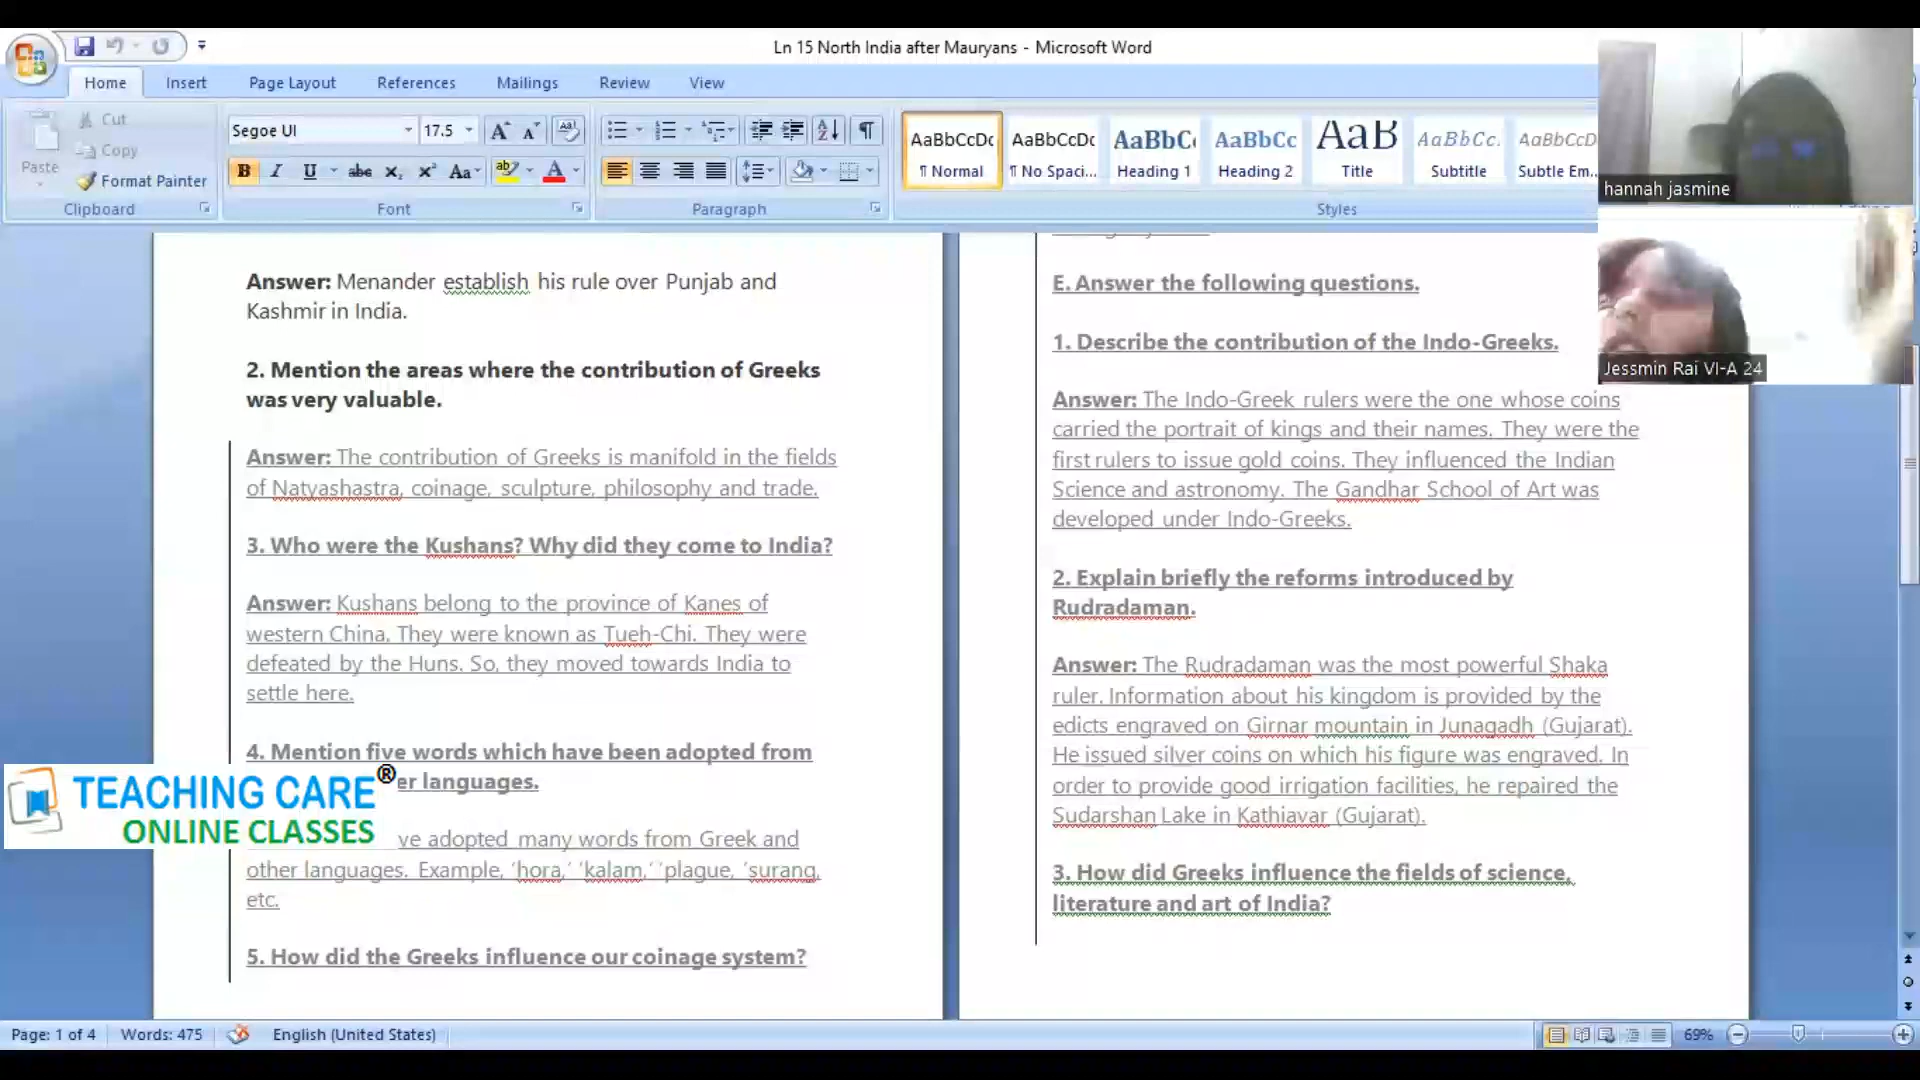 Ln 15 North India after Mauryans - Microsoft Word
Home Insert Page Layout References Mailings Review View
Paste
Cut
Copy
Format Painter
Clipboard
Segoe UI 17.5
Font
Paragraph
AaBbCcDc AaBbCcDc AaBbC AaBbCc AaB AaBbCc. AaBbCcD
¶ Normal ¶ No Spaci... Heading 1 Heading 2 Title Subtitle Subtle Em...
Styles
hannah jasmine
Jessmin Rai VI-A 24
Answer: Menander establish his rule over Punjab and
Kashmir in India.
2. Mention the areas where the contribution of Greeks
was very valuable.
Answer: The contribution of Greeks is manifold in the fields
of Natyashastra, coinage, sculpture, philosophy and trade.
3. Who were the Kushans? Why did they come to India?
Answer: Kushans belong to the province of Kanes of
western China. They were known as Tueh-Chi. They were
defeated by the Huns. So, they moved towards India to
settle here.
4. Mention five words which have been adopted from
er languages.
ve adopted many words from Greek and
other languages. Example, 'hora,' 'kalam,' 'plague, 'surang,
etc.
5. How did the Greeks influence our coinage system?
E. Answer the following questions.
1. Describe the contribution of the Indo-Greeks.
Answer: The Indo-Greek rulers were the one whose coins
carried the portrait of kings and their names. They were the
first rulers to issue gold coins. They influenced the Indian
Science and astronomy. The Gandhar School of Art was
developed under Indo-Greeks.
2. Explain briefly the reforms introduced by
Rudradaman.
Answer: The Rudradaman was the most powerful Shaka
ruler. Information about his kingdom is provided by the
edicts engraved on Girnar mountain in Junagadh (Gujarat).
He issued silver coins on which his figure was engraved. In
order to provide good irrigation facilities, he repaired the
Sudarshan Lake in Kathiavar (Gujarat).
3. How did Greeks influence the fields of science,
literature and art of India?
TEACHING CARE®
ONLINE CLASSES
Page: 1 of 4 Words: 475 English (United States) 69%